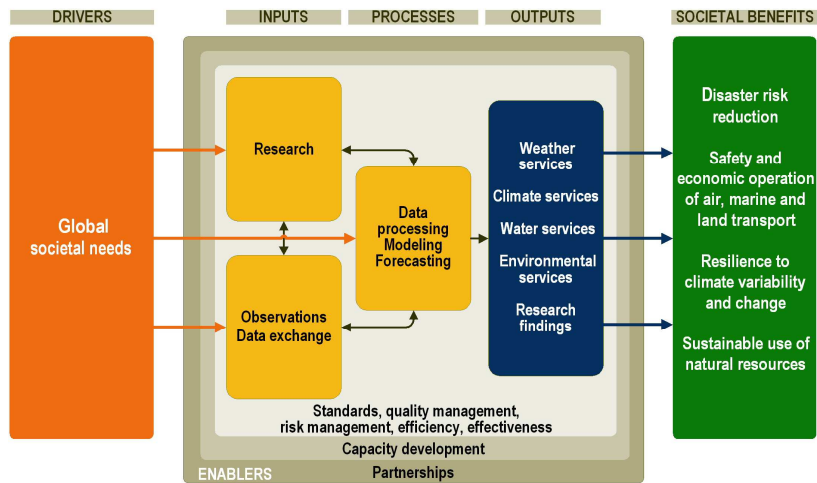 DRIVERS
INPUTS
PROCESSES
OUTPUTS
SOCIETAL BENEFITS
Global
societal needs
Research
Observations
Data exchange
Data
processing
Modeling
Forecasting
Weather
services
Climate services
Water services
Environmental
services
Research
findings
Disaster risk
reduction
Safety and
economic operation
of air, marine and
land transport
Resilience to
climate variability
and change
Sustainable use of
natural resources
Standards, quality management,
risk management, efficiency, effectiveness
Capacity development
ENABLERS
Partnerships